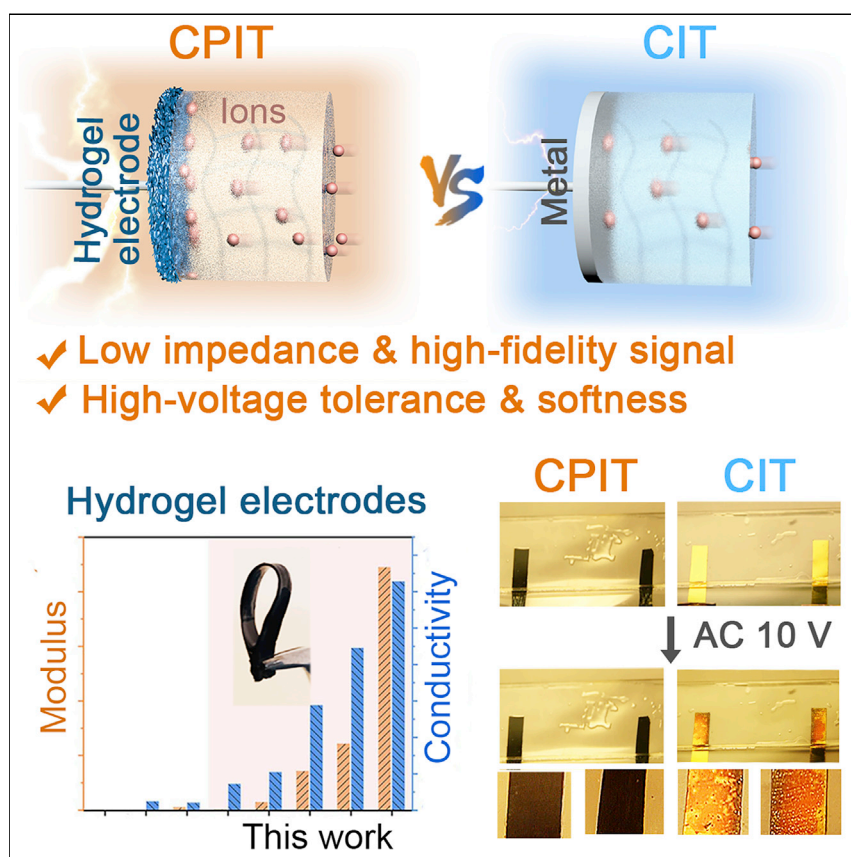 CPIT
CIT
Hydrogel
electrode
Ions
VS
Metal
✓ Low impedance & high-fidelity signal
✓ High-voltage tolerance & softness
Hydrogel electrodes
Modulus
Conductivity
This work
CPIT
CIT
AC 10 V